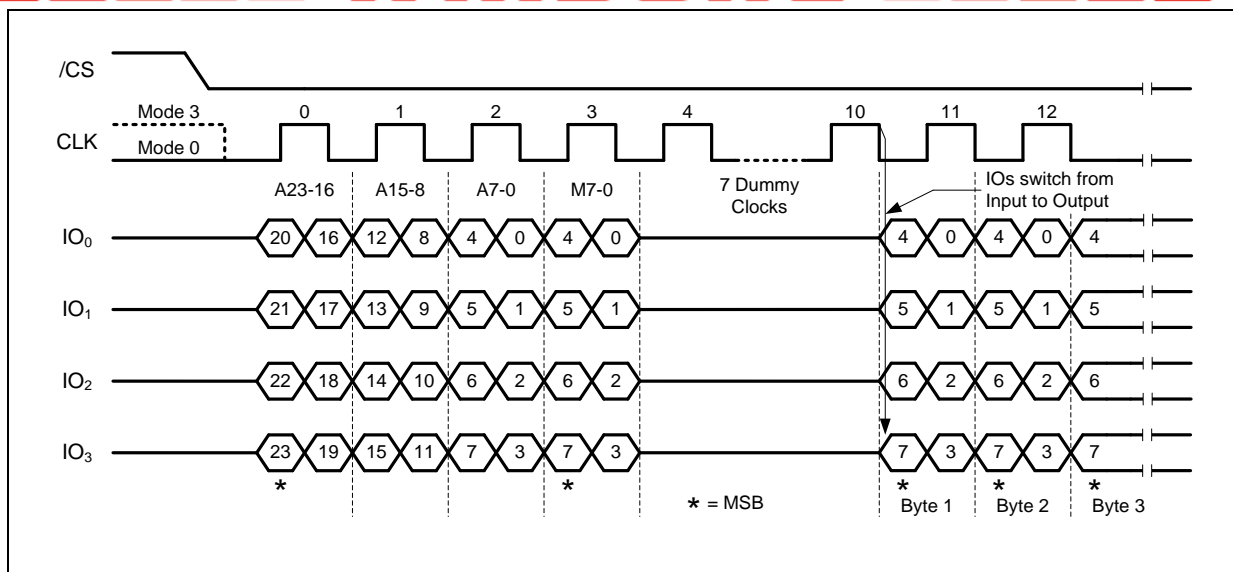 /CS
Mode 3 0 1 2 3 4 10 11 12
CLK
Mode 0
A23-16 A15-8 A7-0 M7-0 7 Dummy Clocks IOs switch from Input to Output
IO0 20 16 12 8 4 0 4 0 4 0 4 0 4
IO1 21 17 13 9 5 1 5 1 5 1 5 1 5
IO2 22 18 14 10 6 2 6 2 6 2 6 2 6
IO3 23 19 15 11 7 3 7 3 7 3 7 3 7
* * * * *
* = MSB Byte 1 Byte 2 Byte 3